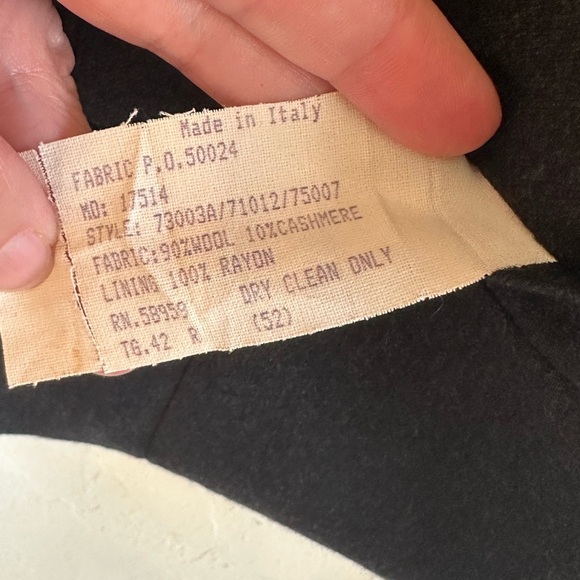 Made in Italy
FABRIC P.O.50024
MD: 17514
STYLE: 73003A/71012/75007
FABRIC:90%WOOL 10%CASHMERE
LINING 100% RAYON
RN.58959 DRY CLEAN ONLY
TG.42 R (52)